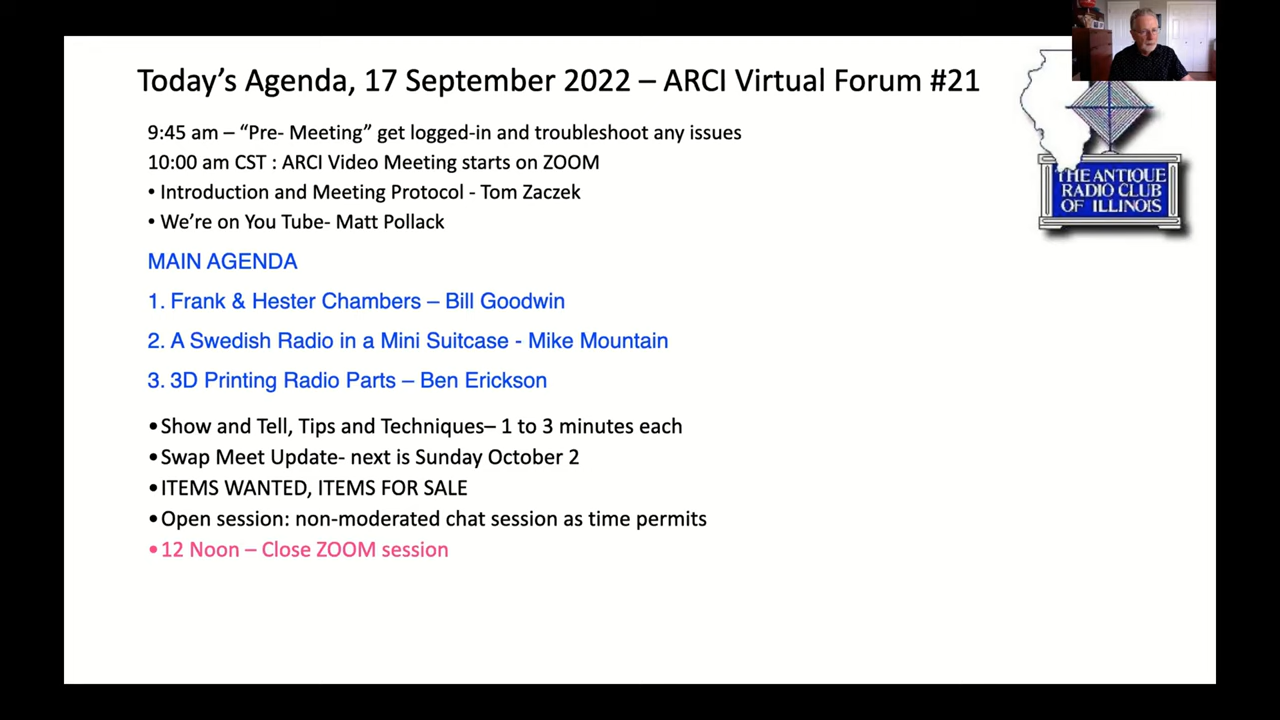 Today's Agenda, 17 September 2022 – ARCI Virtual Forum #21
9:45 am – “Pre- Meeting” get logged-in and troubleshoot any issues
10:00 am CST : ARCI Video Meeting starts on ZOOM
• Introduction and Meeting Protocol - Tom Zaczek
• We're on You Tube- Matt Pollack
MAIN AGENDA
1. Frank & Hester Chambers – Bill Goodwin
2. A Swedish Radio in a Mini Suitcase - Mike Mountain
3. 3D Printing Radio Parts – Ben Erickson
•Show and Tell, Tips and Techniques– 1 to 3 minutes each
•Swap Meet Update- next is Sunday October 2
•ITEMS WANTED, ITEMS FOR SALE
•Open session: non-moderated chat session as time permits
•12 Noon – Close ZOOM session
THE ANTIQUE
RADIO CLUB
OF ILLINOIS